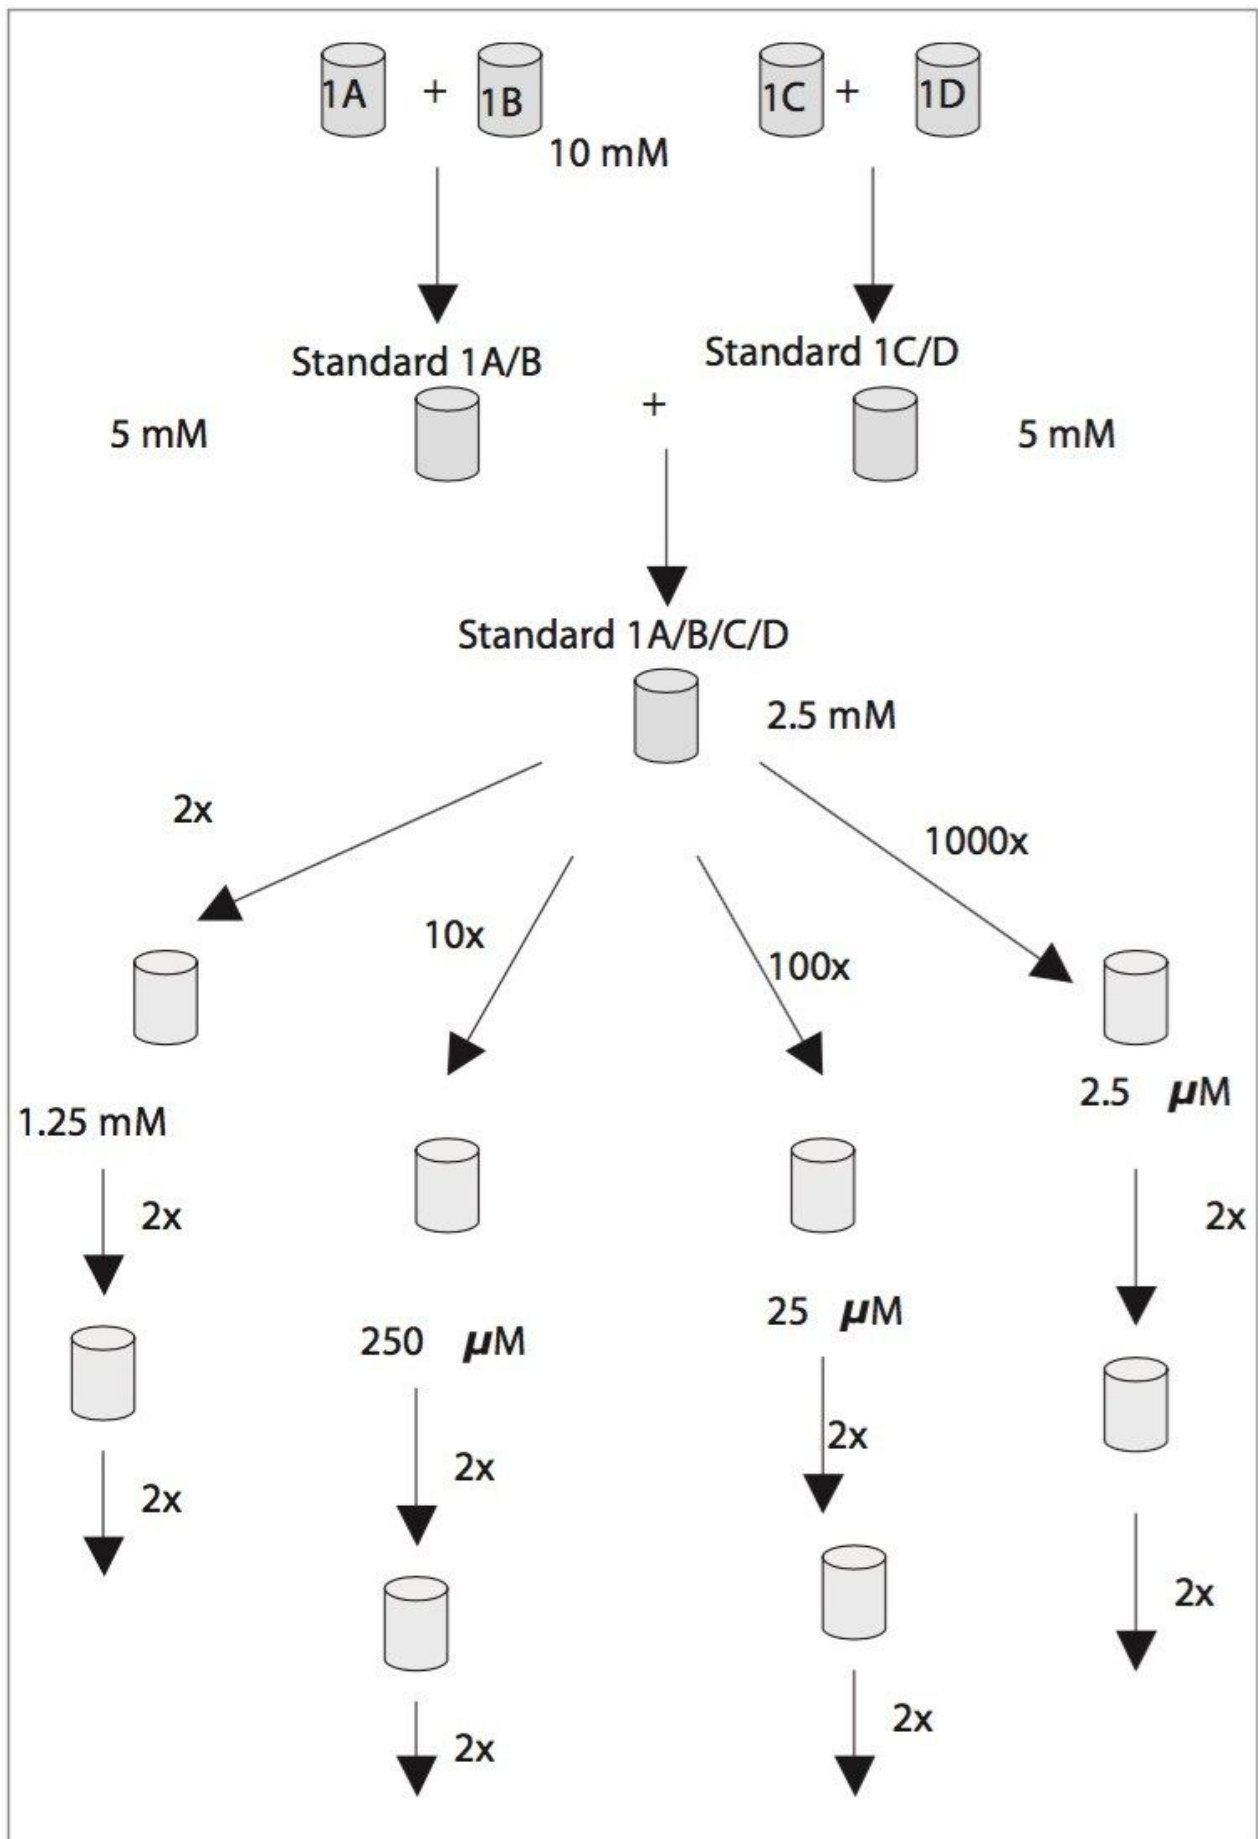 1A + 1B
1C + 1D
10 mM
Standard 1A/B
Standard 1C/D
+
5 mM
5 mM
Standard 1A/B/C/D
2.5 mM
2x
1000x
10x
100x
2.5 µM
1.25 mM
2x
2x
25 µM
250 µM
2x
2x
2x
2x
2x
2x